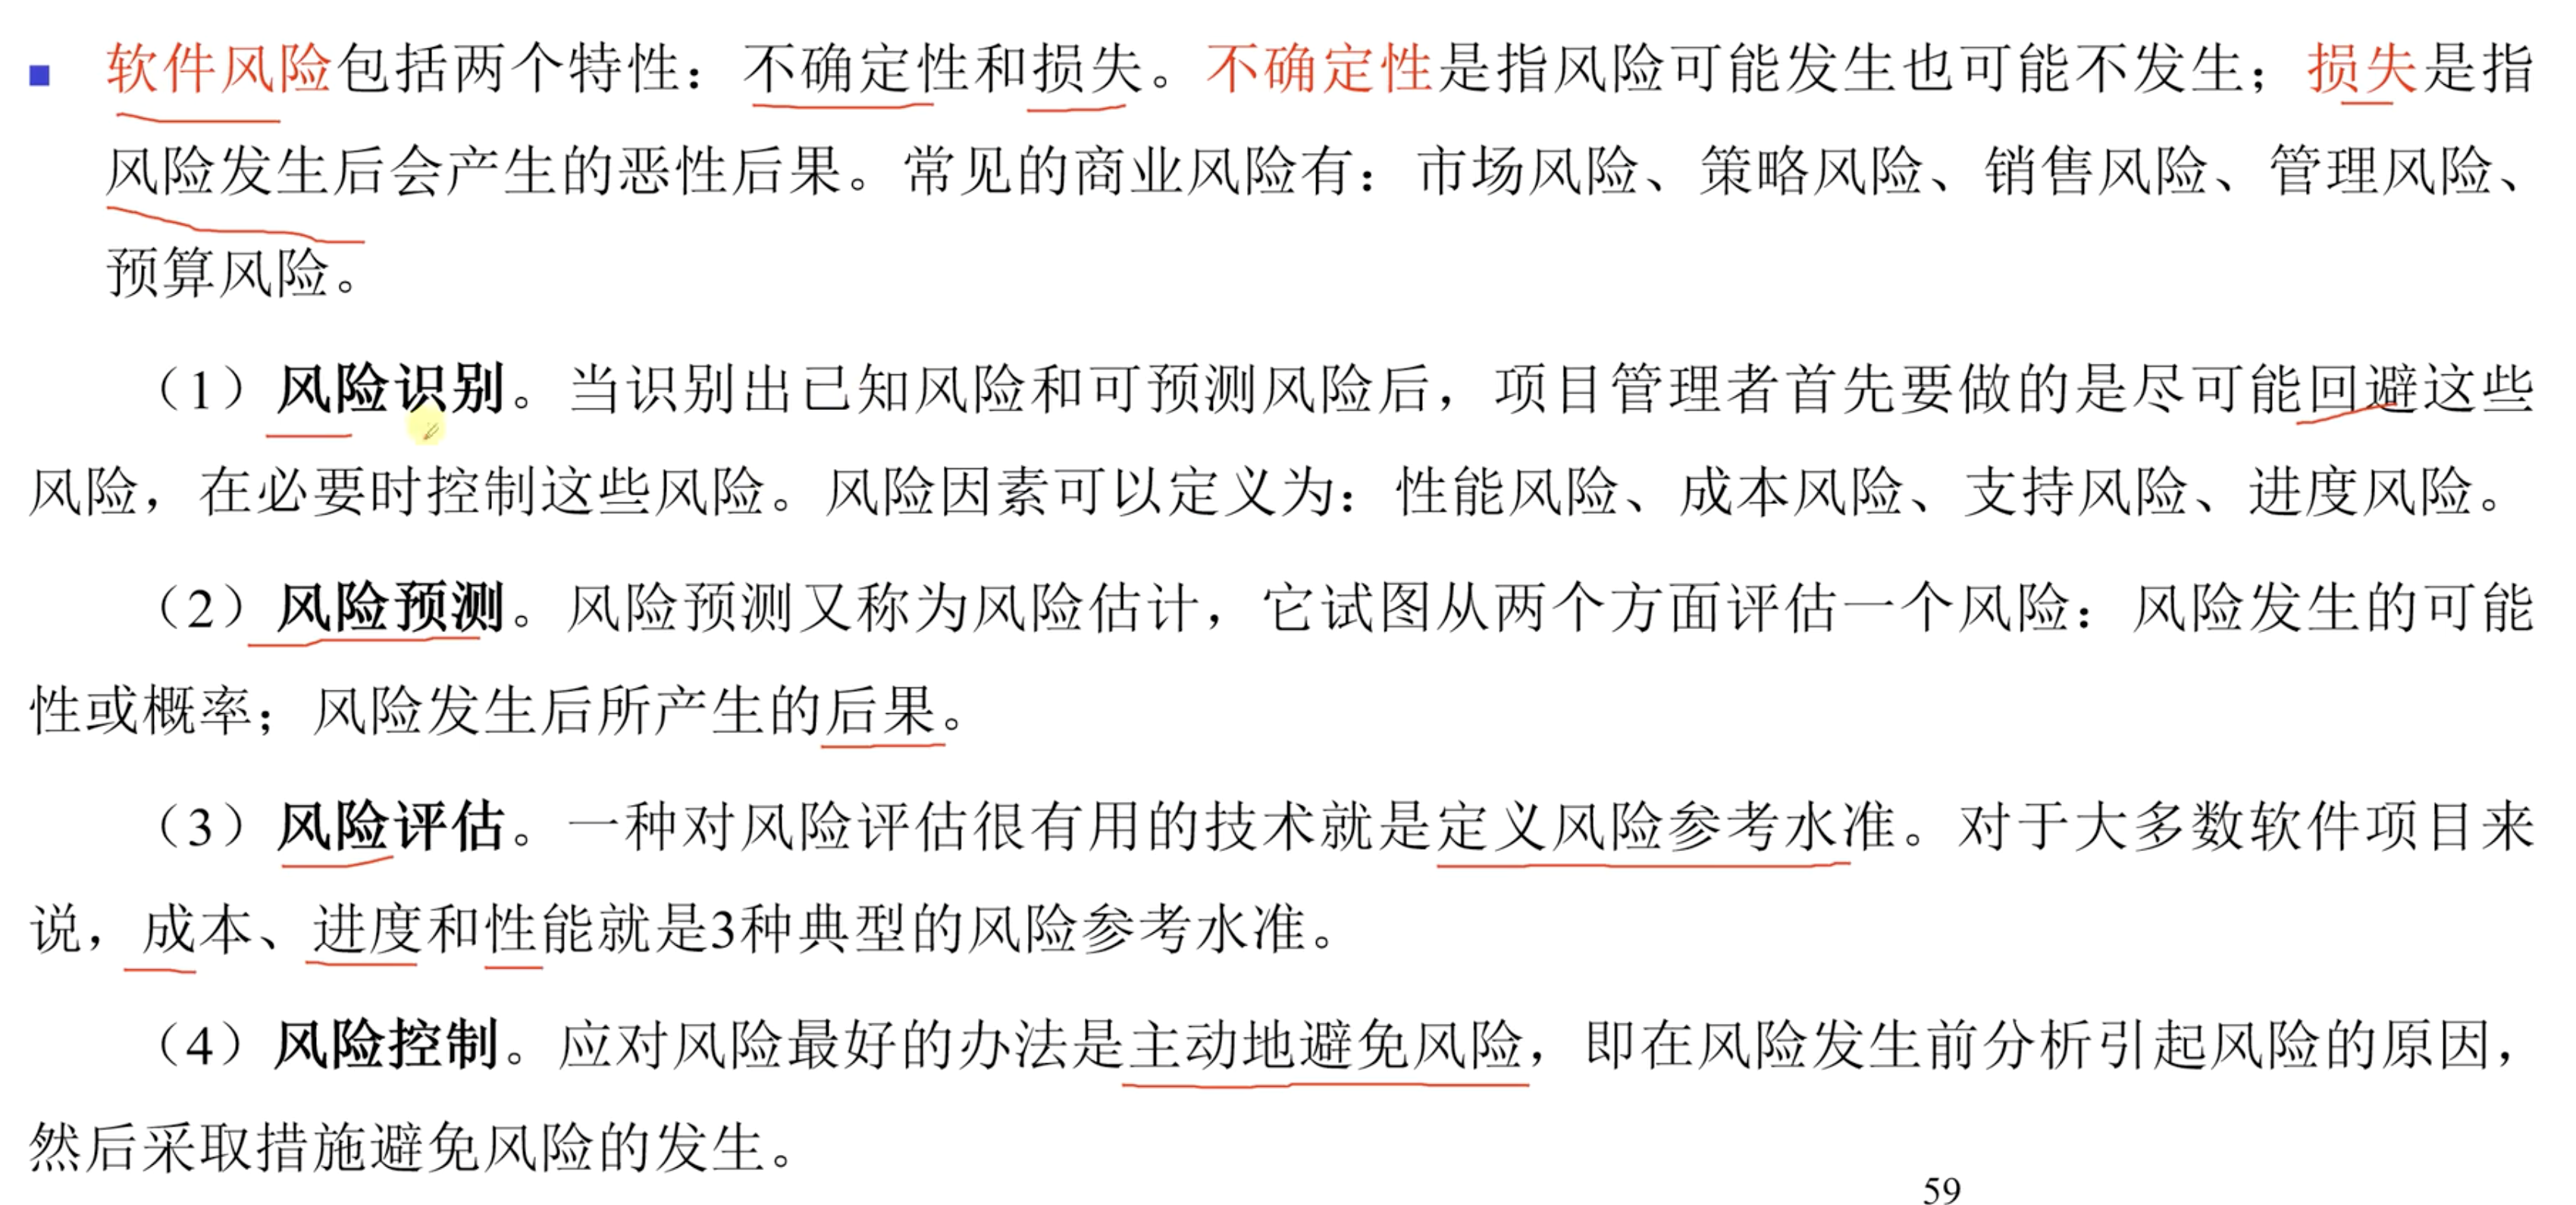 软件风险包括两个特性：不确定性和损失。不确定性是指风险可能发生也可能不发生；损失是指
风险发生后会产生的恶性后果。常见的商业风险有：市场风险、策略风险、销售风险、管理风险、
预算风险。
（1）风险识别。当识别出已知风险和可预测风险后，项目管理者首先要做的是尽可能回避这些
风险，在必要时控制这些风险。风险因素可以定义为：性能风险、成本风险、支持风险、进度风险。
（2）风险预测。风险预测又称为风险估计，它试图从两个方面评估一个风险：风险发生的可能
性或概率；风险发生后所产生的后果。
（3）风险评估。一种对风险评估很有用的技术就是定义风险参考水准。对于大多数软件项目来
说，成本、进度和性能就是3种典型的风险参考水准。
（4）风险控制。应对风险最好的办法是主动地避免风险，即在风险发生前分析引起风险的原因，
然后采取措施避免风险的发生。
59